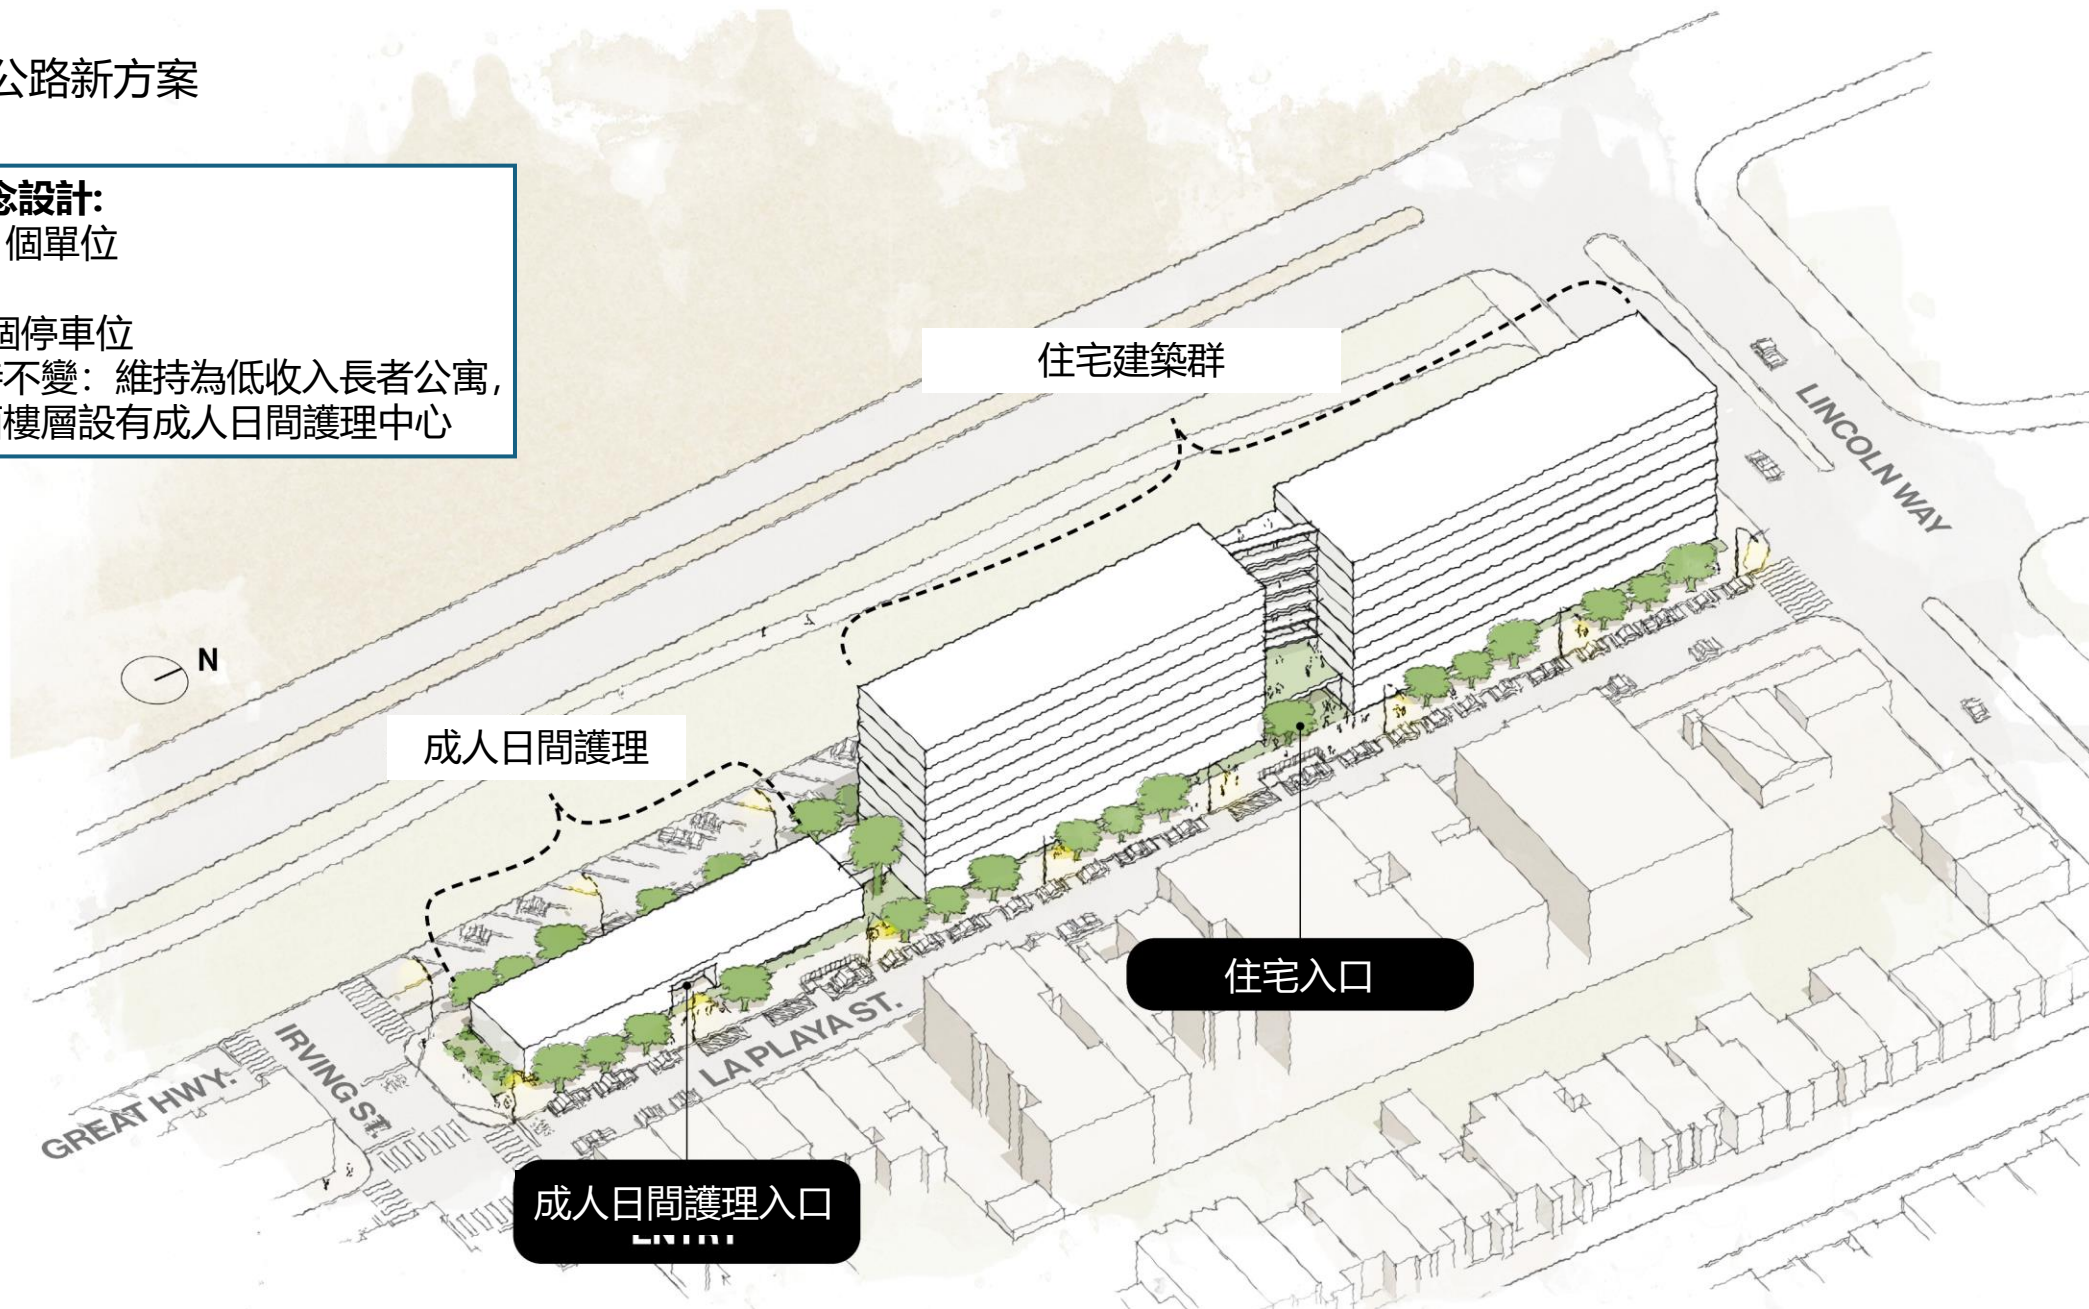 公路新方案
念設計:
個單位
個停車位
不變：維持為低收入長者公寓，
樓層設有成人日間護理中心
住宅建築群
LINCOLN WAY
N
成人日間護理
住宅入口
LA PLAYA ST.
IRVING ST.
GREAT HWY.
成人日間護理入口
ENTRY